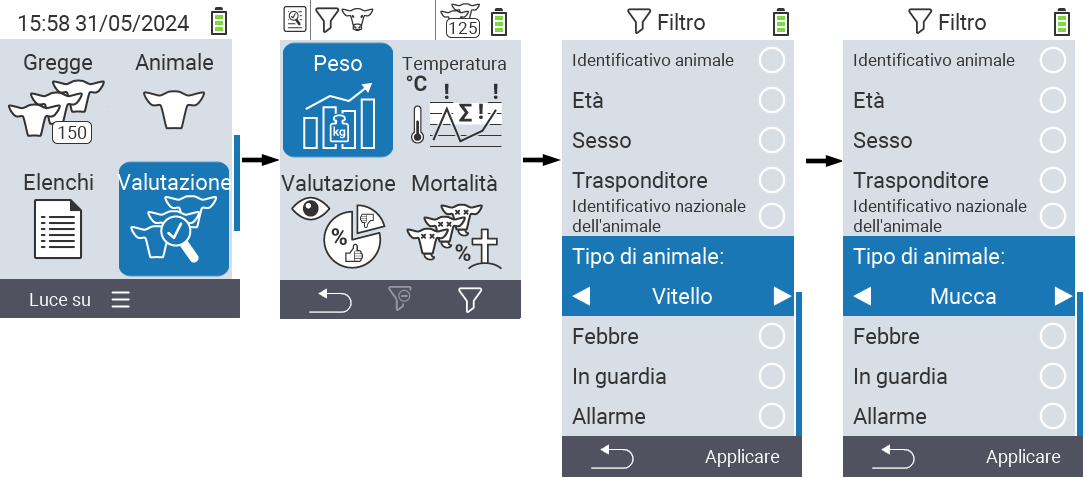 15:58 31/05/2024
Gregge
Animale
150
Elenchi
Valutazione
Luce su
125
Peso
kg
Temperatura
°C
!
!
Σ !
Valutazione
%
Mortalità
%
Filtro
Identificativo animale
Età
Sesso
Trasponditore
Identificativo nazionale
dell'animale
Tipo di animale:
Vitello
Febbre
In guardia
Allarme
Applicare
Filtro
Identificativo animale
Età
Sesso
Trasponditore
Identificativo nazionale
dell'animale
Tipo di animale:
Mucca
Febbre
In guardia
Allarme
Applicare